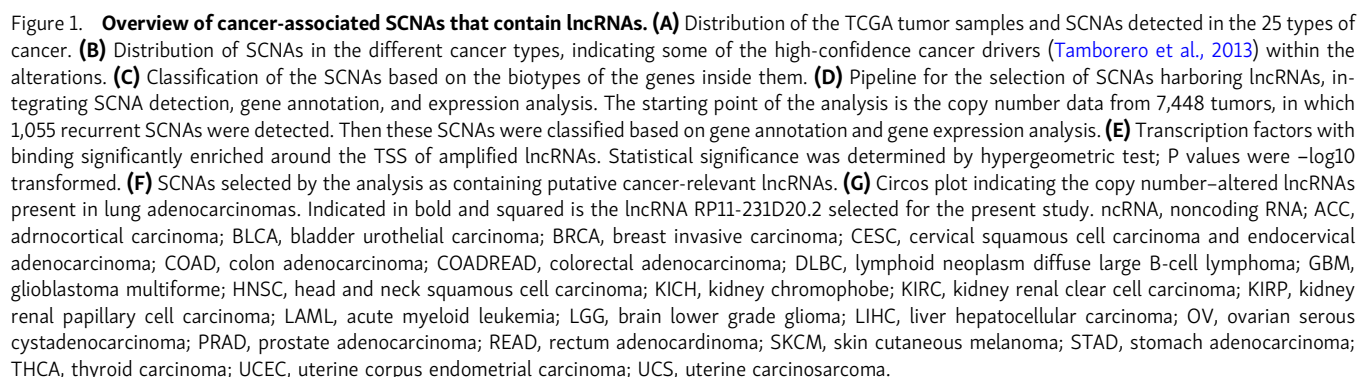 Figure 1. Overview of cancer-associated SCNAs that contain lncRNAs. (A) Distribution of the TCGA tumor samples and SCNAs detected in the 25 types of
cancer. (B) Distribution of SCNAs in the different cancer types, indicating some of the high-confidence cancer drivers (Tamborero et al., 2013) within the
alterations. (C) Classification of the SCNAs based on the biotypes of the genes inside them. (D) Pipeline for the selection of SCNAs harboring lncRNAs, in-
tegrating SCNA detection, gene annotation, and expression analysis. The starting point of the analysis is the copy number data from 7,448 tumors, in which
1,055 recurrent SCNAs were detected. Then these SCNAs were classified based on gene annotation and gene expression analysis. (E) Transcription factors with
binding significantly enriched around the TSS of amplified lncRNAs. Statistical significance was determined by hypergeometric test; P values were –log10
transformed. (F) SCNAs selected by the analysis as containing putative cancer-relevant lncRNAs. (G) Circos plot indicating the copy number–altered lncRNAs
present in lung adenocarcinomas. Indicated in bold and squared is the lncRNA RP11-231D20.2 selected for the present study. ncRNA, noncoding RNA; ACC,
adrnocortical carcinoma; BLCA, bladder urothelial carcinoma; BRCA, breast invasive carcinoma; CESC, cervical squamous cell carcinoma and endocervical
adenocarcinoma; COAD, colon adenocarcinoma; COADREAD, colorectal adenocarcinoma; DLBC, lymphoid neoplasm diffuse large B-cell lymphoma; GBM,
glioblastoma multiforme; HNSC, head and neck squamous cell carcinoma; KICH, kidney chromophobe; KIRC, kidney renal clear cell carcinoma; KIRP, kidney
renal papillary cell carcinoma; LAML, acute myeloid leukemia; LGG, brain lower grade glioma; LIHC, liver hepatocellular carcinoma; OV, ovarian serous
cystadenocarcinoma; PRAD, prostate adenocarcinoma; READ, rectum adenocardinoma; SKCM, skin cutaneous melanoma; STAD, stomach adenocarcinoma;
THCA, thyroid carcinoma; UCEC, uterine corpus endometrial carcinoma; UCS, uterine carcinosarcoma.